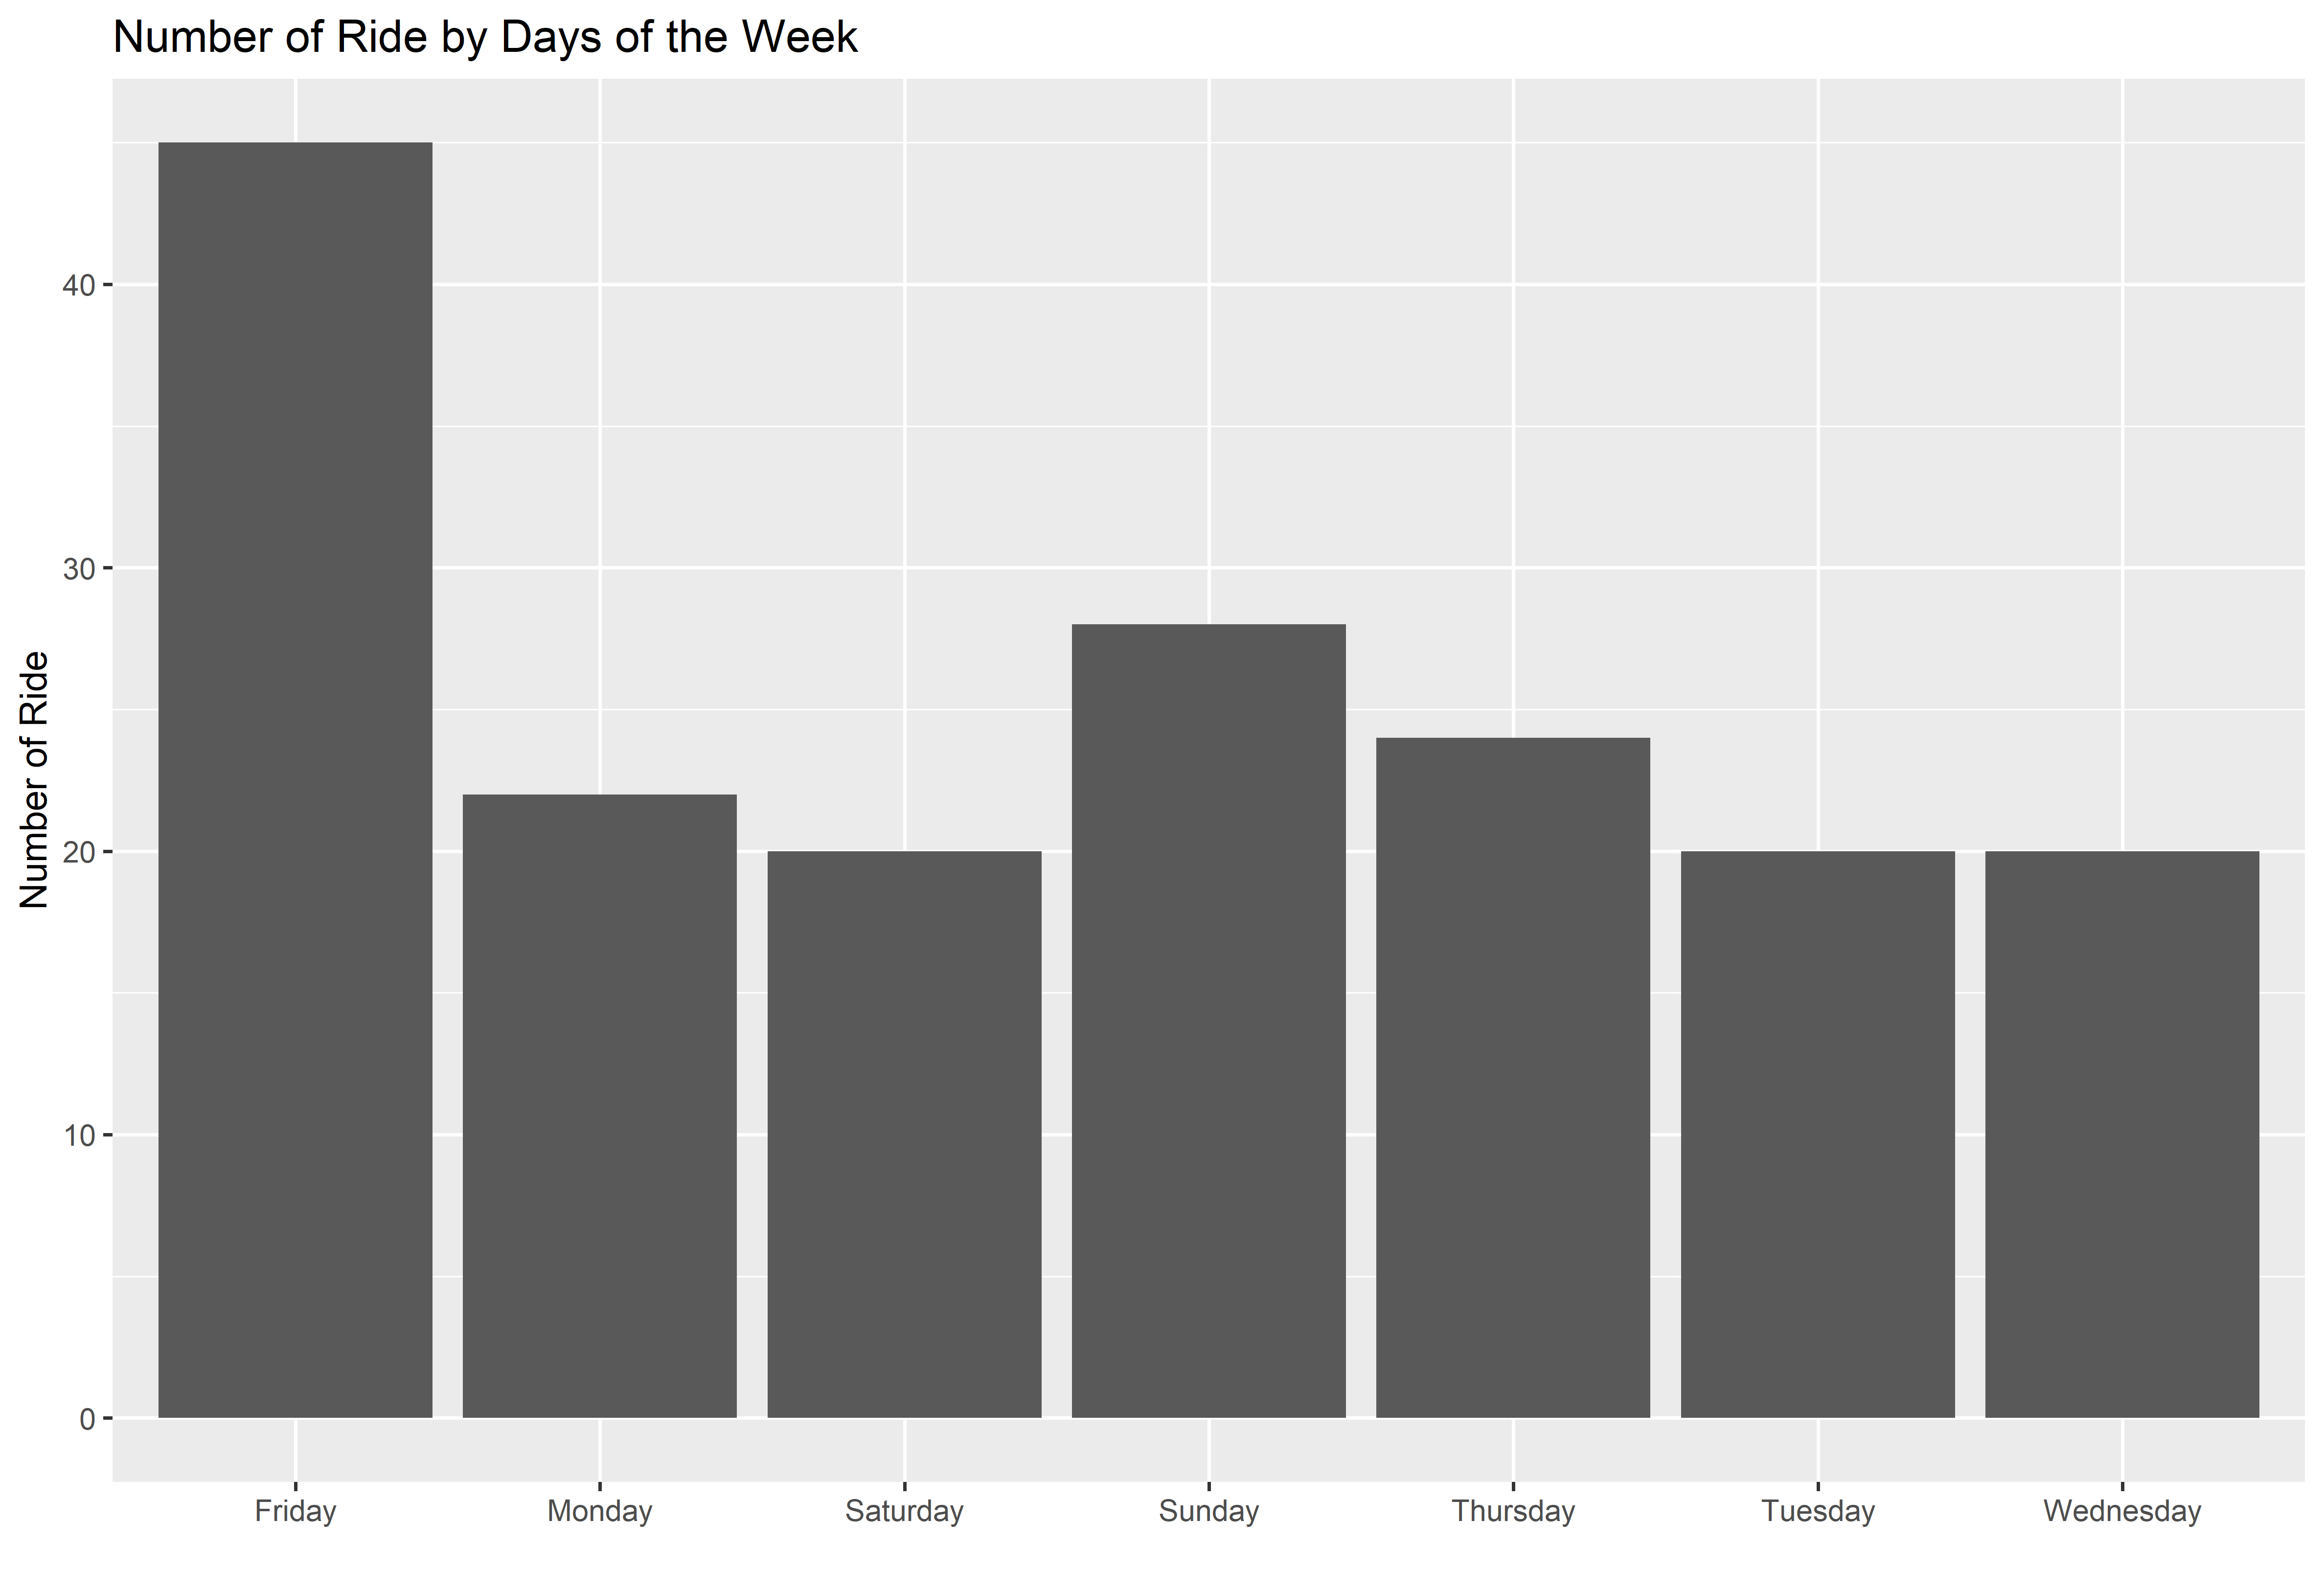 Number of Ride by Days of the Week
Number of Ride
40
30
20
10
0
Friday
Monday
Saturday
Sunday
Thursday
Tuesday
Wednesday